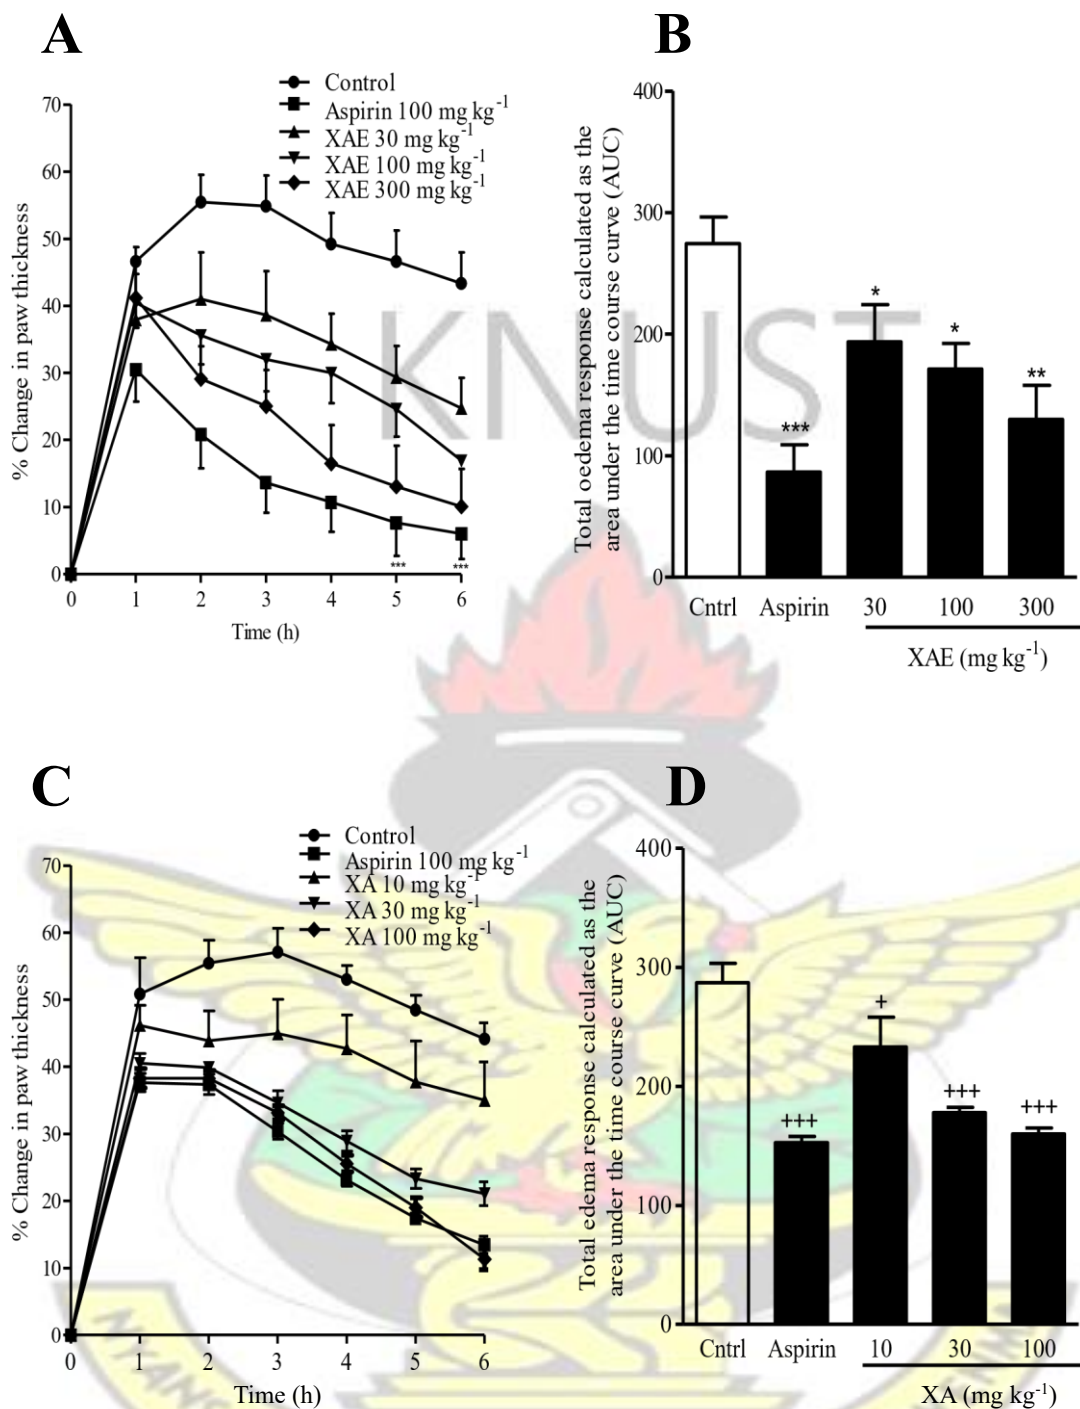 A
Control
Aspirin 100 mg kg-1
XAE 30 mg kg-1
XAE 100 mg kg-1
XAE 300 mg kg-1
% Change in paw thickness
70
60
50
40
30
20
10
0
0 1 2 3 4 5 6
*** ***
Time (h)
B
Total oedema response calculated as the
area under the time course curve (AUC)
400
300
200
100
0
***
*
*
**
Cntrl Aspirin 30 100 300
XAE (mg kg-1)
KNUST
C
Control
Aspirin 100 mg kg-1
XA 10 mg kg-1
XA 30 mg kg-1
XA 100 mg kg-1
% Change in paw thickness
70
60
50
40
30
20
10
0
0 1 2 3 4 5 6
Time (h)
D
Total edema response calculated as the
area under the time course curve (AUC)
400
300
200
100
0
+++
+
+++
+++
Cntrl Aspirin 10 30 100
XA (mg kg-1)